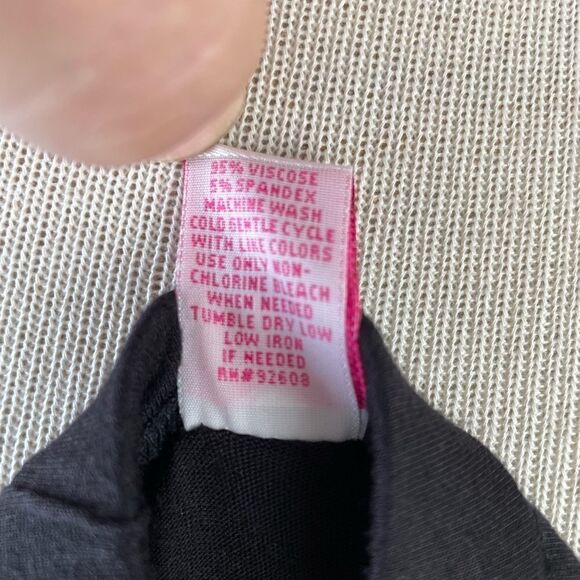 95% VISCOSE
5% SPANDEX
MACHINE WASH
COLD GENTLE CYCLE
WITH LIKE COLORS
USE ONLY NON-
CHLORINE BLEACH
WHEN NEEDED
TUMBLE DRY LOW
LOW IRON
IF NEEDED
RN#92608